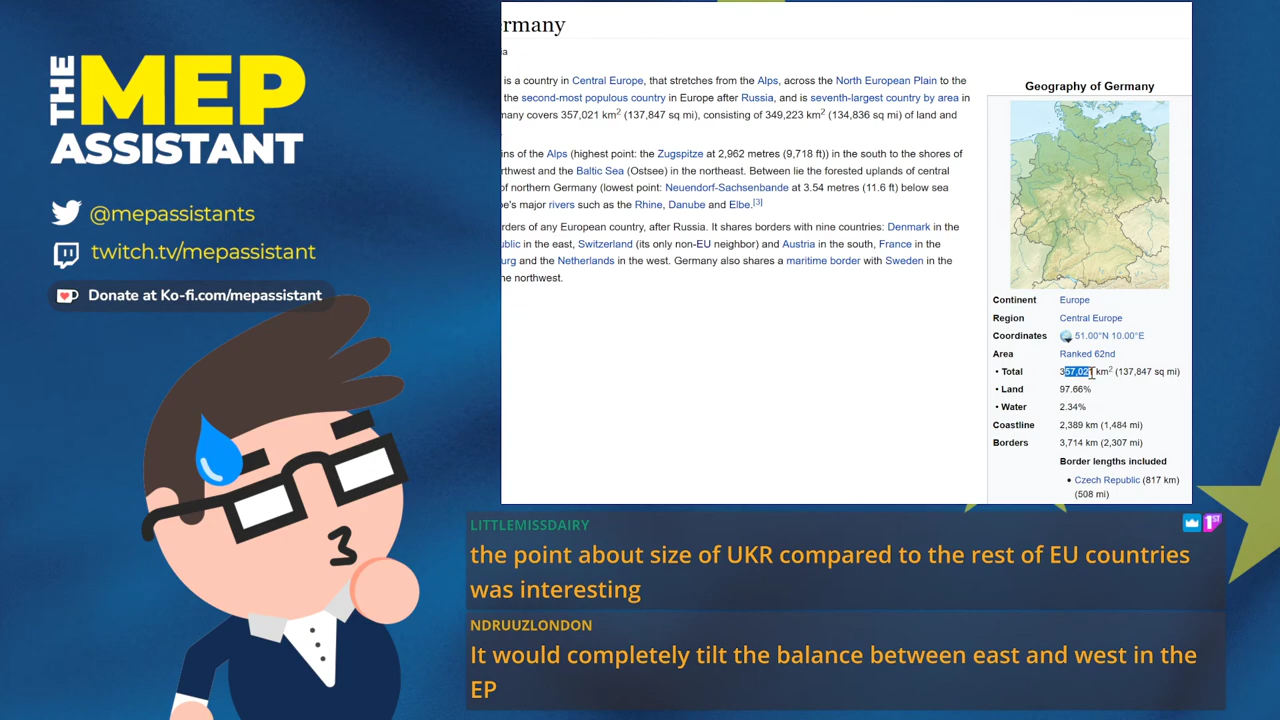 THE
MEP
ASSISTANT
@mepassistants
twitch.tv/mepassistant
Donate at Ko-fi.com/mepassistant
rmany
ia
is a country in Central Europe, that stretches from the Alps, across the North European Plain to the
the second-most populous country in Europe after Russia, and is seventh-largest country by area in
many covers 357,021 km2 (137,847 sq mi), consisting of 349,223 km2 (134,836 sq mi) of land and
ins of the Alps (highest point: the Zugspitze at 2,962 metres (9,718 ft)) in the south to the shores of
rthwest and the Baltic Sea (Ostsee) in the northeast. Between lie the forested uplands of central
of northern Germany (lowest point: Neuendorf-Sachsenbande at 3.54 metres (11.6 ft) below sea
e's major rivers such as the Rhine, Danube and Elbe.[3]
rders of any European country, after Russia. It shares borders with nine countries: Denmark in the
ublic in the east, Switzerland (its only non-EU neighbor) and Austria in the south, France in the
urg and the Netherlands in the west. Germany also shares a maritime border with Sweden in the
he northwest.
Geography of Germany
Continent Europe
Region Central Europe
Coordinates 51.00°N 10.00°E
Area Ranked 62nd
• Total 357,021 km2 (137,847 sq mi)
• Land 97.66%
• Water 2.34%
Coastline 2,389 km (1,484 mi)
Borders 3,714 km (2,307 mi)
Border lengths included
• Czech Republic (817 km)
(508 mi)
LITTLEMISSDAIRY
1ST
the point about size of UKR compared to the rest of EU countries
was interesting
NDRUUZLONDON
It would completely tilt the balance between east and west in the
EP